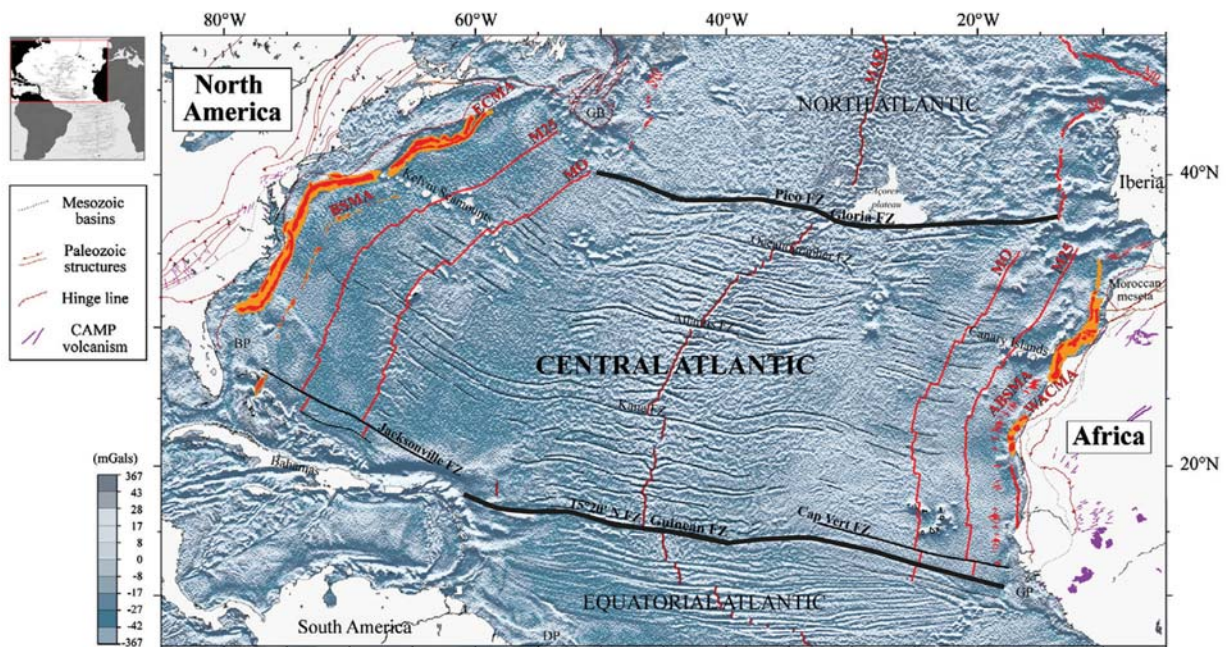 80°W
60°W
40°W
20°W
North
America
ECMA
M25
MO
BSMA
Kelvin Seamounts
GB
MAR
NORTH ATLANTIC
Açores
plateau
40°N
Iberia
Pico FZ
Gloria FZ
Oceanographer FZ
MO
M25
Moroccan
meseta
Mesozoic
basins
Paleozoic
structures
Hinge line
CAMP
volcanism
BP
Atlantis FZ
Canary Islands
CENTRAL ATLANTIC
ABSMA
WACMA
Kane FZ
Africa
Jacksonville FZ
Bahamas
20°N
15°20' N FZ
Guinean FZ
Cap Vert FZ
GP
EQUATORIAL ATLANTIC
South America
DP
(mGals)
367
43
28
17
8
0
-8
-17
-27
-42
-367